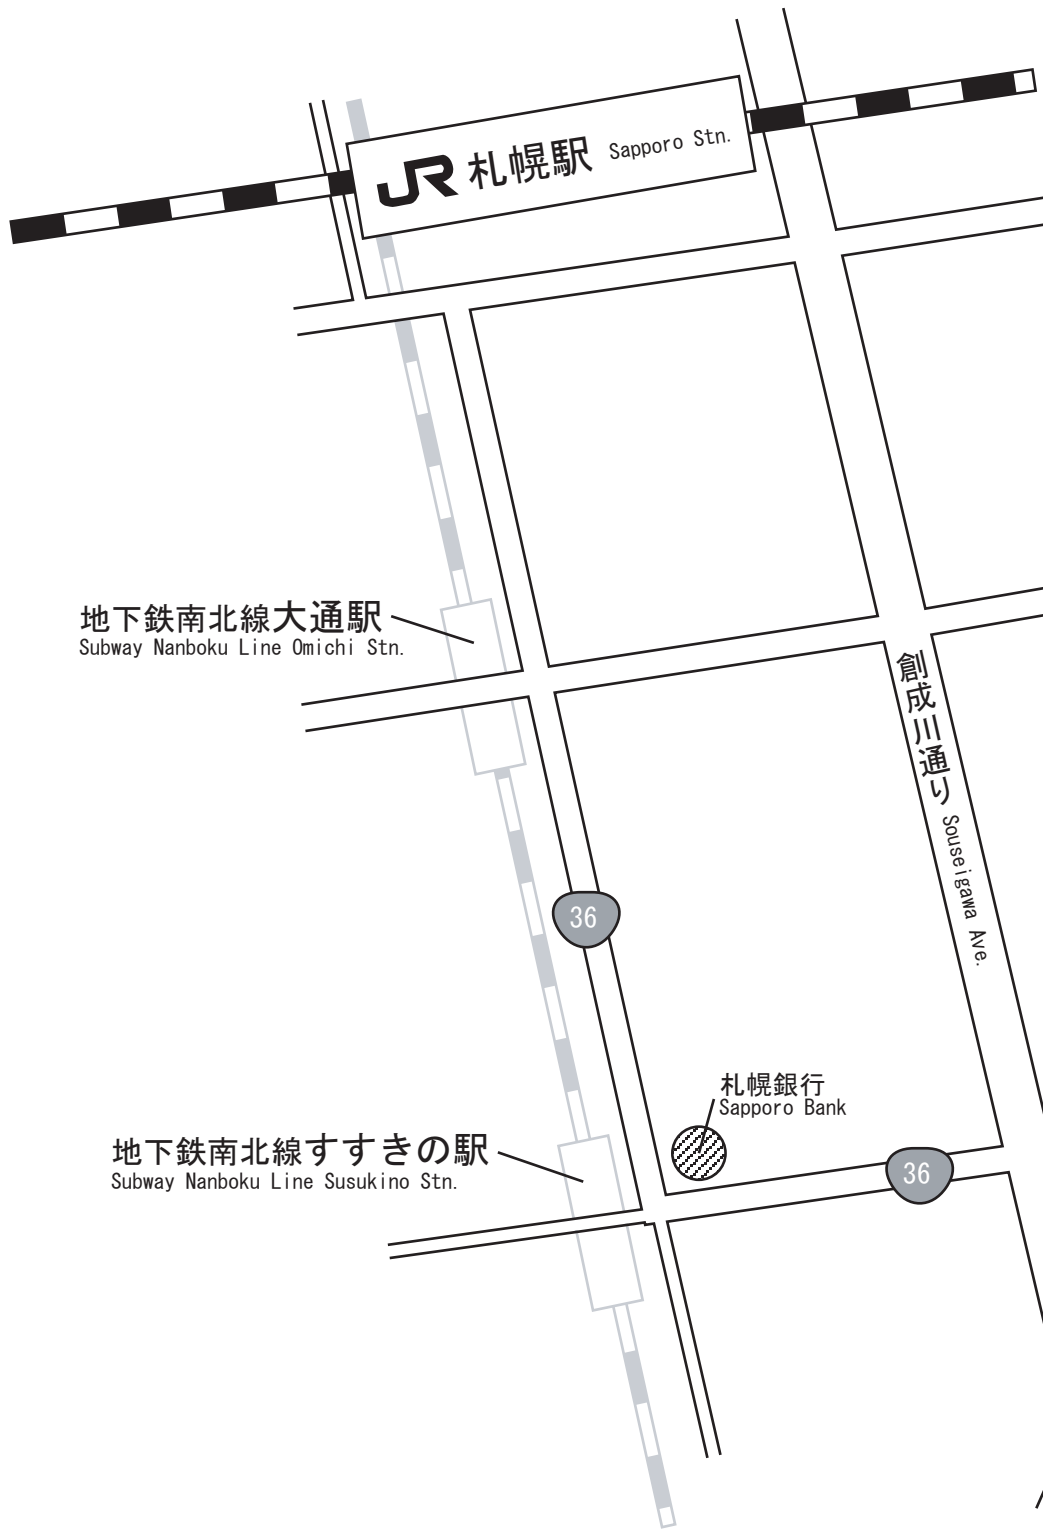 JR 札幌駅 Sapporo Stn.
地下鉄南北線大通駅
Subway Nanboku Line Omichi Stn.
創成川通り Souseigawa Ave.
36
札幌銀行
Sapporo Bank
地下鉄南北線すすきの駅
Subway Nanboku Line Susukino Stn.
36